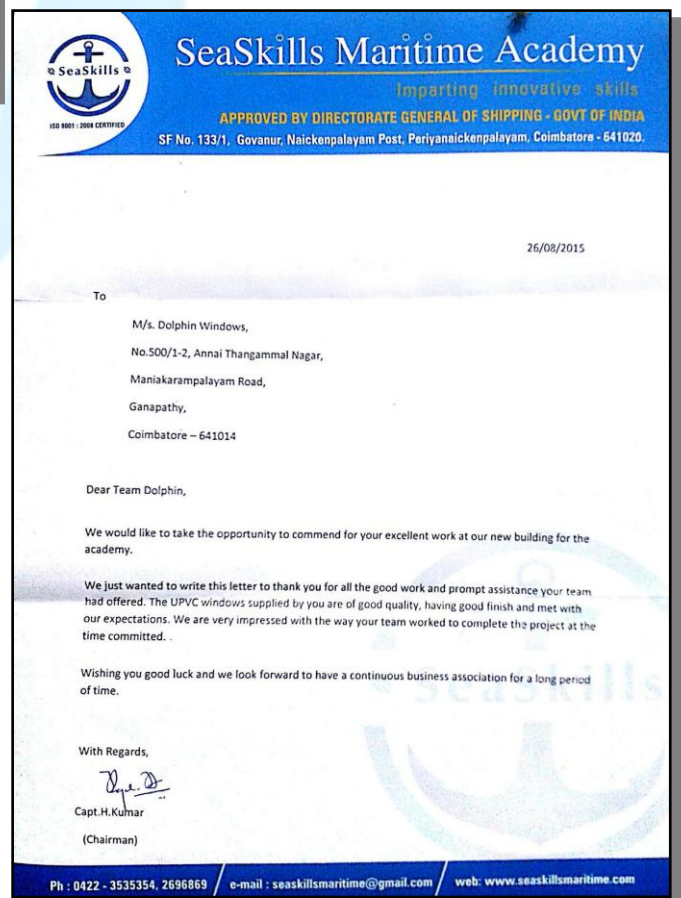 SeaSkills Maritime Academy
Imparting innovative skills
APPROVED BY DIRECTORATE GENERAL OF SHIPPING - GOVT OF INDIA
SF No. 133/1, Govanur, Naickenpalayam Post, Periyanaickenpalayam, Coimbatore - 641020.
SeaSkills
ISO 9001 : 2008 CERTIFIED
26/08/2015
To
M/s. Dolphin Windows,
No.500/1-2, Annai Thangammal Nagar,
Maniakarampalayam Road,
Ganapathy,
Coimbatore – 641014
Dear Team Dolphin,
We would like to take the opportunity to commend for your excellent work at our new building for the
academy.
We just wanted to write this letter to thank you for all the good work and prompt assistance your team
had offered. The UPVC windows supplied by you are of good quality, having good finish and met with
our expectations. We are very impressed with the way your team worked to complete the project at the
time committed. .
Wishing you good luck and we look forward to have a continuous business association for a long period
of time.
SeaSkills
With Regards,
Capt.H.Kumar
(Chairman)
Ph : 0422 - 3535354, 2696869 / e-mail : seaskillsmaritime@gmail.com / web: www.seaskillsmaritime.com